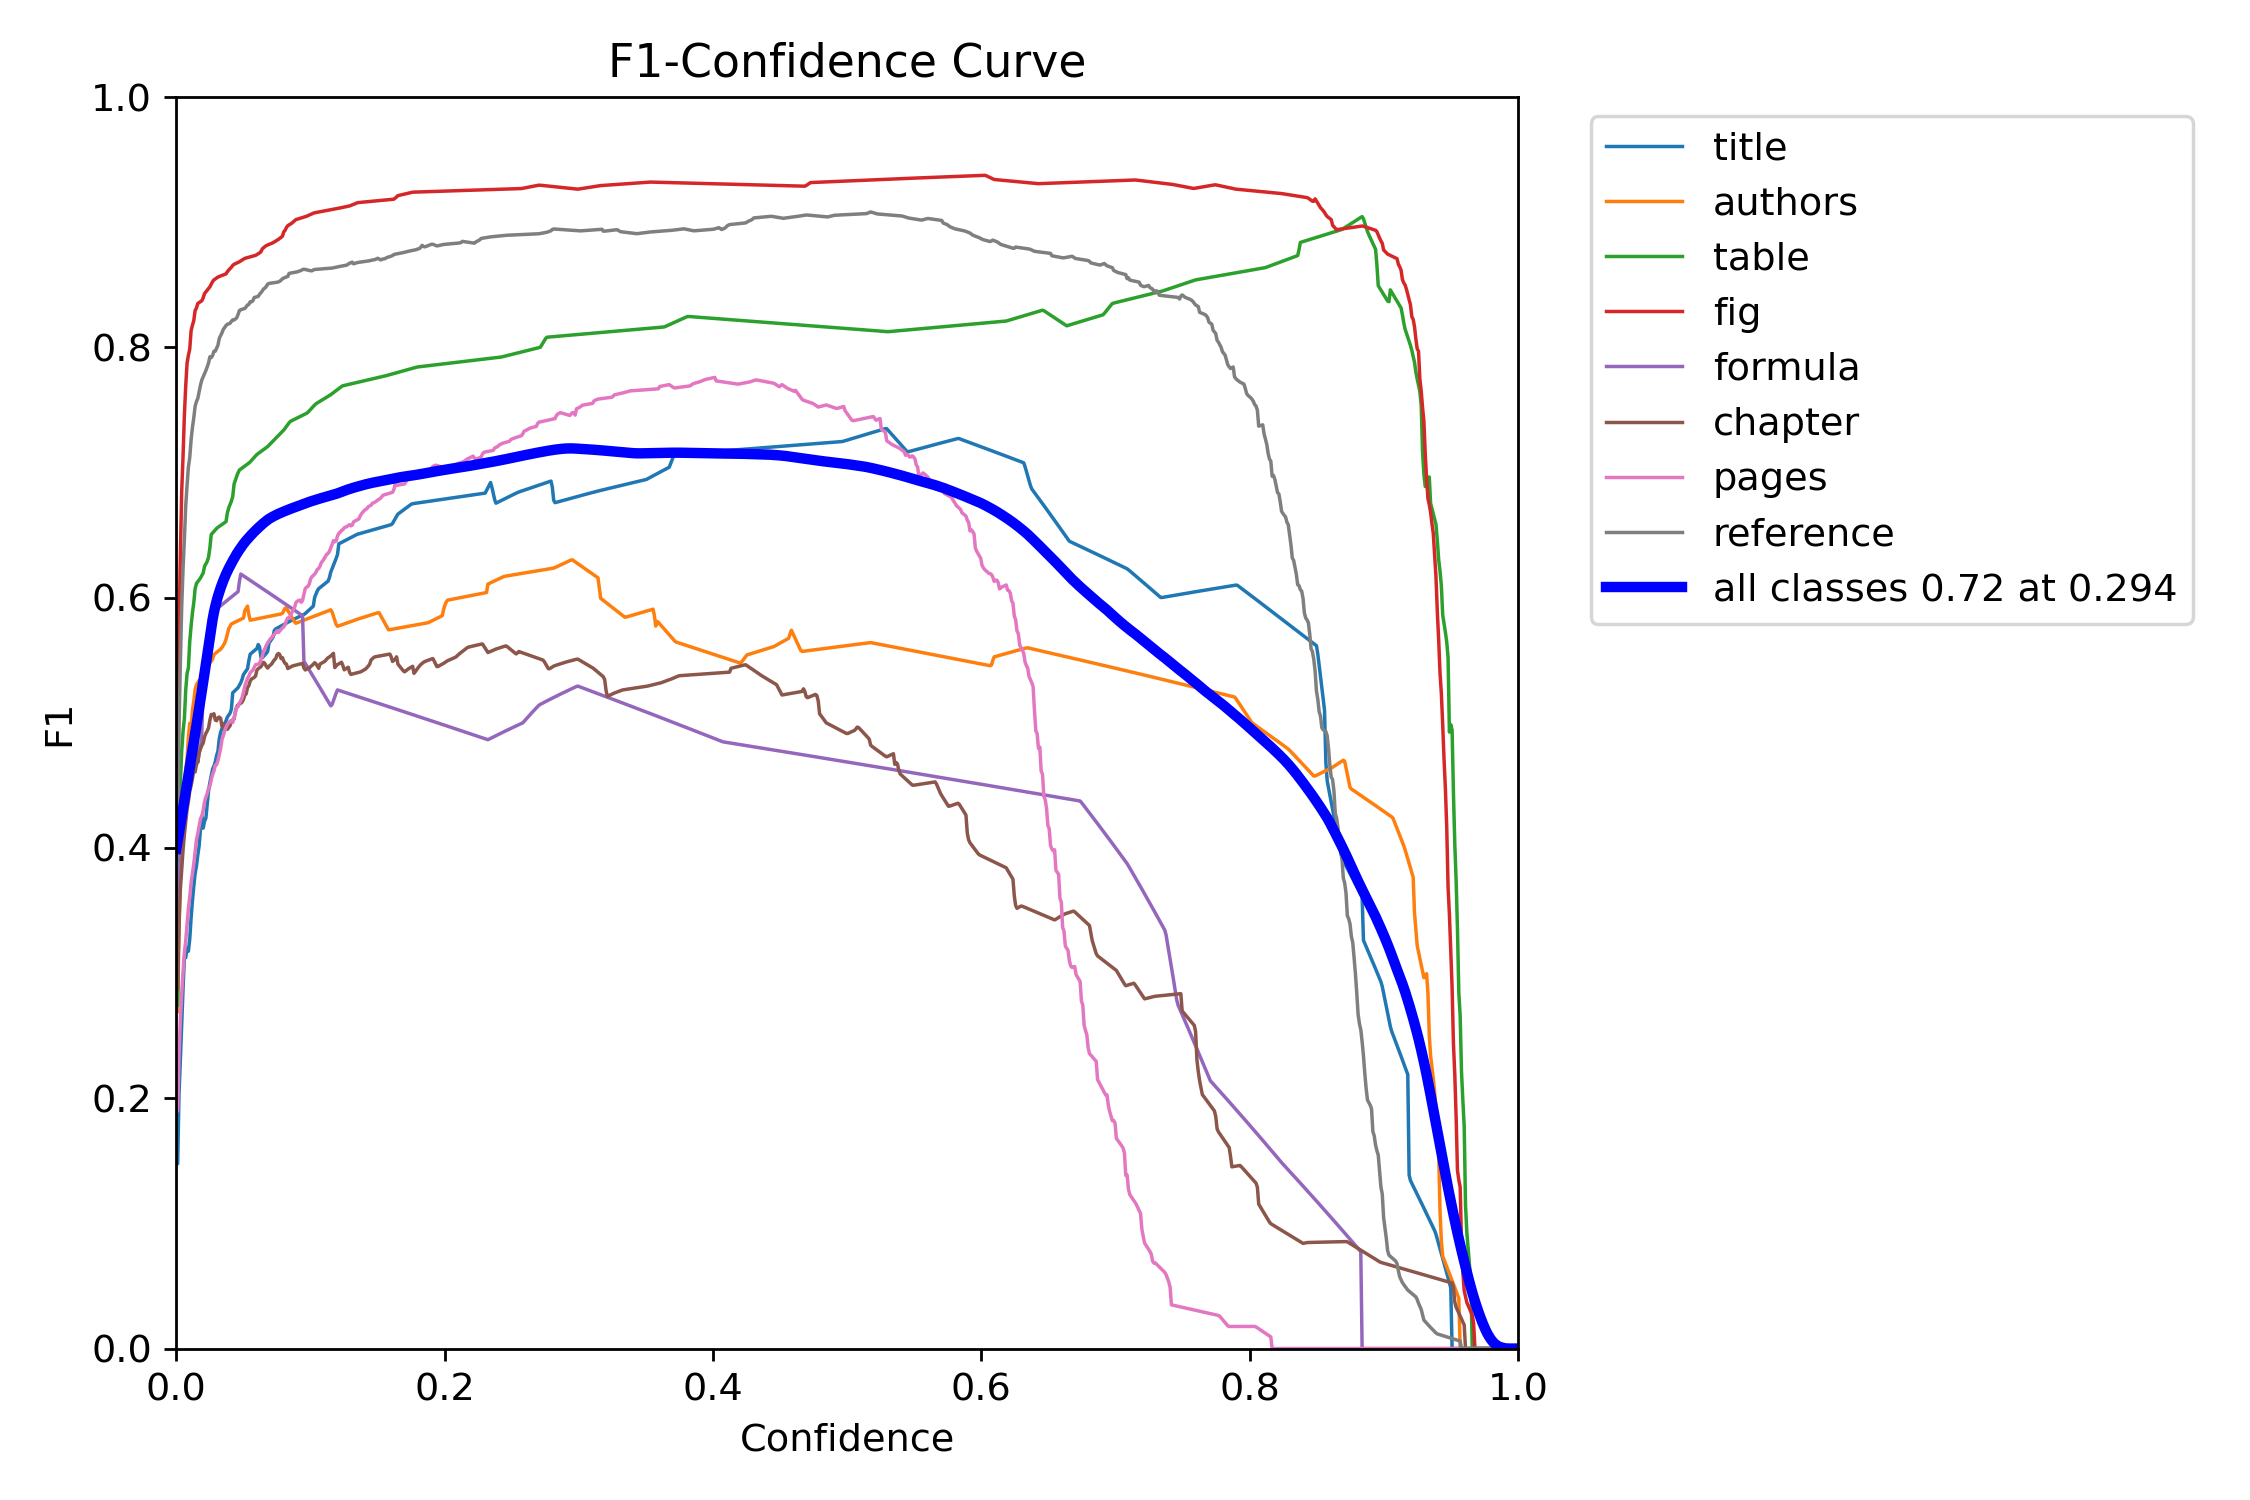 F1-Confidence Curve
1.0
0.8
0.6
0.4
0.2
0.0
F1
0.0 0.2 0.4 0.6 0.8 1.0
Confidence
title
authors
table
fig
formula
chapter
pages
reference
all classes 0.72 at 0.294